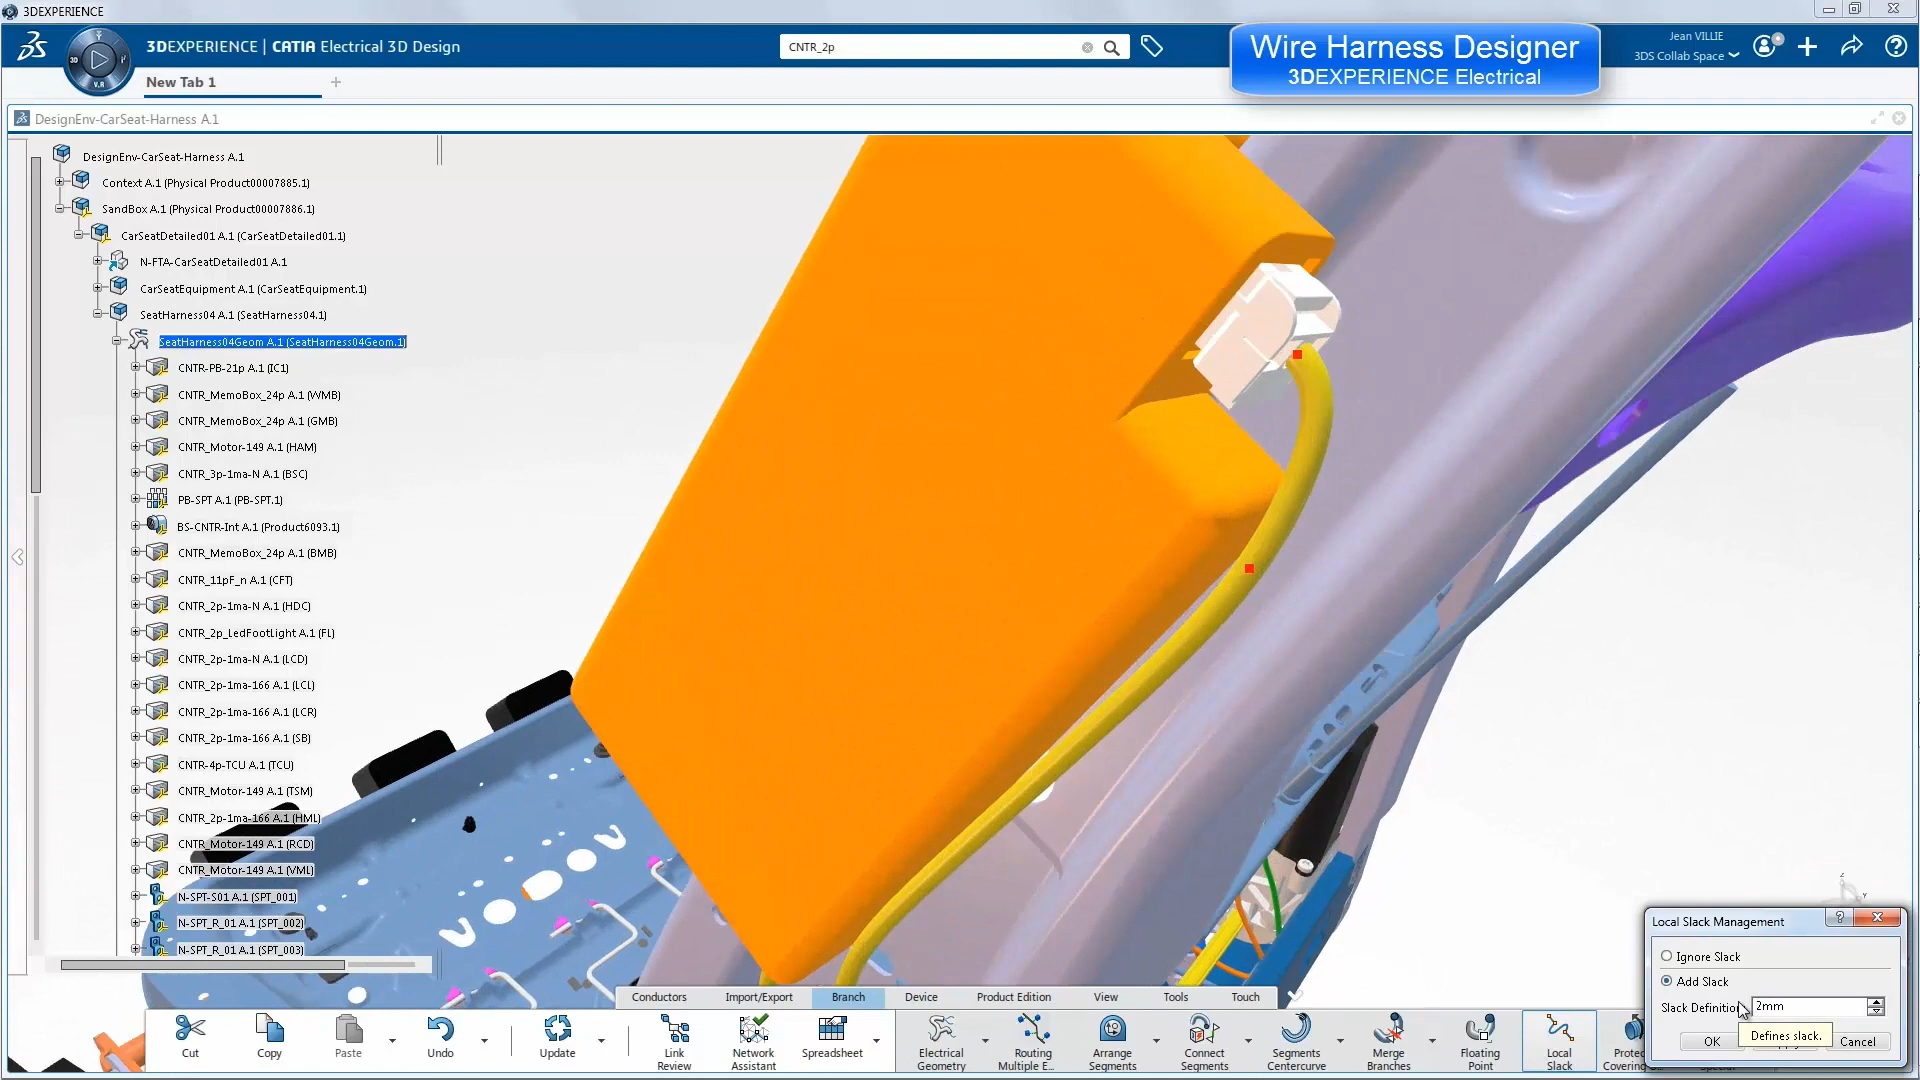 3DEXPERIENCE
3DEXPERIENCE | CATIA Electrical 3D Design
CNTR_2p
Wire Harness Designer
3DEXPERIENCE Electrical
Jean VILLIE
3DS Collab Space
3D
V.R
New Tab 1
DesignEnv-CarSeat-Harness A.1
DesignEnv-CarSeat-Harness A.1
Context A.1 (Physical Product00007885.1)
SandBox A.1 (Physical Product00007886.1)
CarSeatDetailed01 A.1 (CarSeatDetailed01.1)
N-FTA-CarSeatDetailed01 A.1
CarSeatEquipment A.1 (CarSeatEquipment.1)
SeatHarness04 A.1 (SeatHarness04.1)
SeatHarness04Geom A.1 (SeatHarness04Geom.1)
CNTR-PB-21p A.1 (IC1)
CNTR_MemoBox_24p A.1 (WMB)
CNTR_MemoBox_24p A.1 (GMB)
CNTR_Motor-149 A.1 (HAM)
CNTR_3p-1ma-N A.1 (BSC)
PB-SPT A.1 (PB-SPT.1)
BS-CNTR-Int A.1 (Product6093.1)
CNTR_MemoBox_24p A.1 (BMB)
CNTR_11pF_n A.1 (CFT)
CNTR_2p-1ma-N A.1 (HDC)
CNTR_2p_LedFootLight A.1 (FL)
CNTR_2p-1ma-N A.1 (LCD)
CNTR_2p-1ma-166 A.1 (LCL)
CNTR_2p-1ma-166 A.1 (LCR)
CNTR_2p-1ma-166 A.1 (SB)
CNTR-4p-TCU A.1 (TCU)
CNTR_Motor-149 A.1 (TSM)
CNTR_2p-1ma-166 A.1 (HML)
CNTR_Motor-149 A.1 (RCD)
CNTR_Motor-149 A.1 (VML)
N-SPT-S01 A.1 (SPT_001)
N-SPT_R_01 A.1 (SPT_002)
N-SPT_R_01 A.1 (SPT_003)
Z
Y
Local Slack Management
Ignore Slack
Add Slack
Slack Definition
2mm
Defines slack.
OK
Cancel
Conductors
Import/Export
Branch
Device
Product Edition
View
Tools
Touch
Cut
Copy
Paste
Undo
Update
Link
Review
Network
Assistant
Spreadsheet
Electrical
Geometry
Routing
Multiple E...
Arrange
Segments
Connect
Segments
Segments
Centercurve
Merge
Branches
Floating
Point
Local
Slack